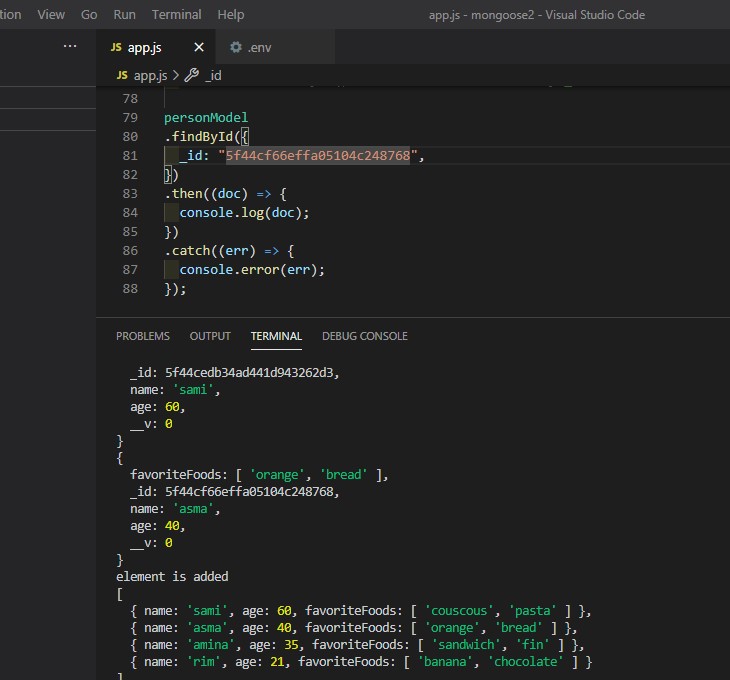 tion View Go Run Terminal Help app.js - mongoose2 - Visual Studio Code
... JS app.js × .env
JS app.js > _id
78
79 personModel
80 .findById({
81 _id: "5f44cf66effa05104c248768",
82 })
83 .then((doc) => {
84 console.log(doc);
85 })
86 .catch((err) => {
87 console.error(err);
88 });
PROBLEMS OUTPUT TERMINAL DEBUG CONSOLE
_id: 5f44cedb34ad441d943262d3,
name: 'sami',
age: 60,
__v: 0
}
{
favoriteFoods: [ 'orange', 'bread' ],
_id: 5f44cf66effa05104c248768,
name: 'asma',
age: 40,
__v: 0
}
element is added
[
{ name: 'sami', age: 60, favoriteFoods: [ 'couscous', 'pasta' ] },
{ name: 'asma', age: 40, favoriteFoods: [ 'orange', 'bread' ] },
{ name: 'amina', age: 35, favoriteFoods: [ 'sandwich', 'fin' ] },
{ name: 'rim', age: 21, favoriteFoods: [ 'banana', 'chocolate' ] }
]